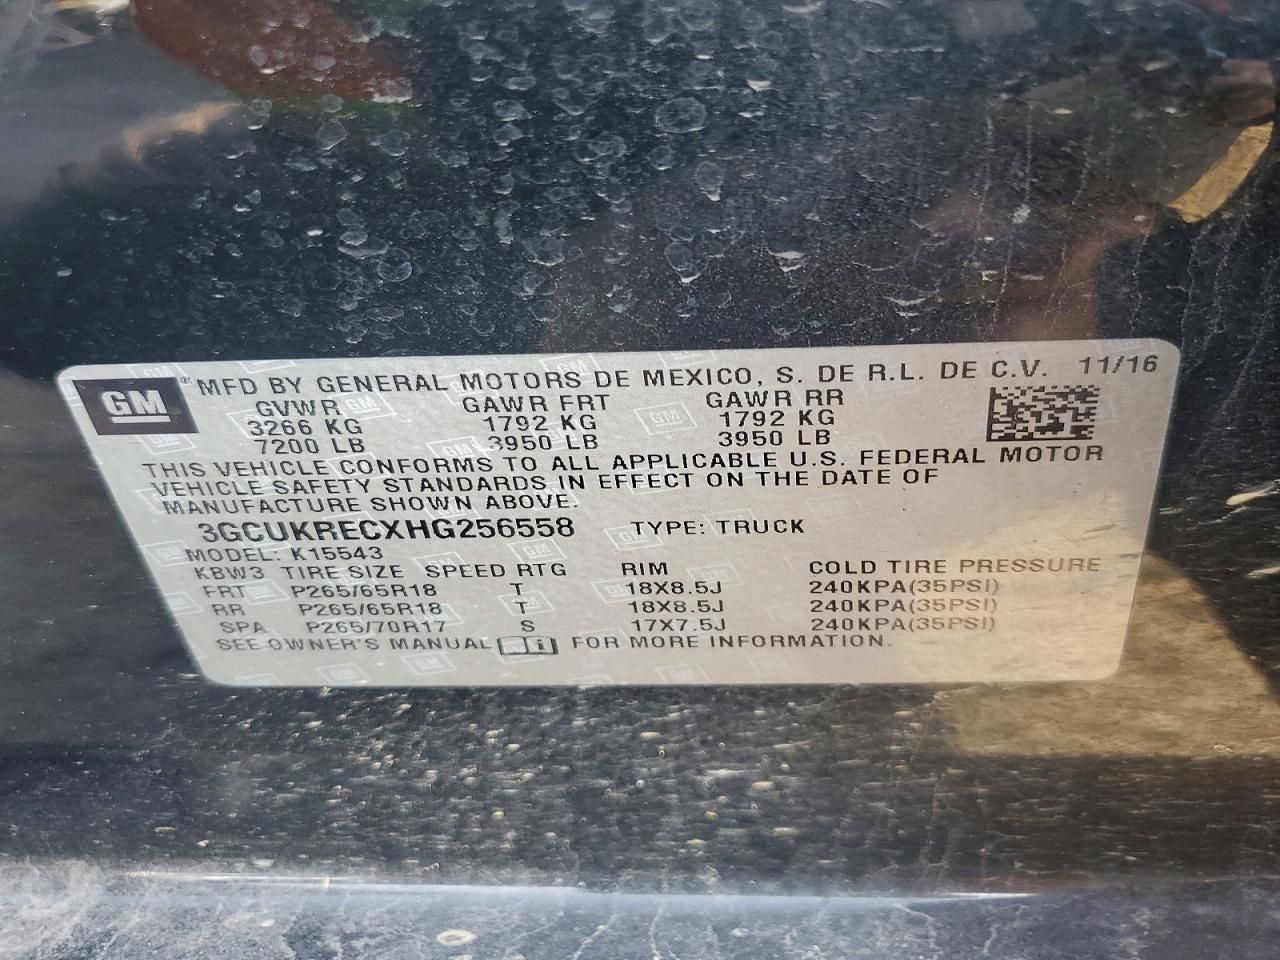 GM
MFD BY GENERAL MOTORS DE MEXICO, S. DE R.L. DE C.V. 11/16
GVWR GAWR FRT GAWR RR
3266 KG 1792 KG 1792 KG
7200 LB 3950 LB 3950 LB
THIS VEHICLE CONFORMS TO ALL APPLICABLE U.S. FEDERAL MOTOR
VEHICLE SAFETY STANDARDS IN EFFECT ON THE DATE OF
MANUFACTURE SHOWN ABOVE.
3GCUKRECXHG256558 TYPE: TRUCK
MODEL: K15543
KBW3 TIRE SIZE SPEED RTG RIM COLD TIRE PRESSURE
FRT P265/65R18 T 18X8.5J 240KPA(35PSI)
RR P265/65R18 T 18X8.5J 240KPA(35PSI)
SPA P265/70R17 S 17X7.5J 240KPA(35PSI)
SEE OWNER'S MANUAL i FOR MORE INFORMATION.